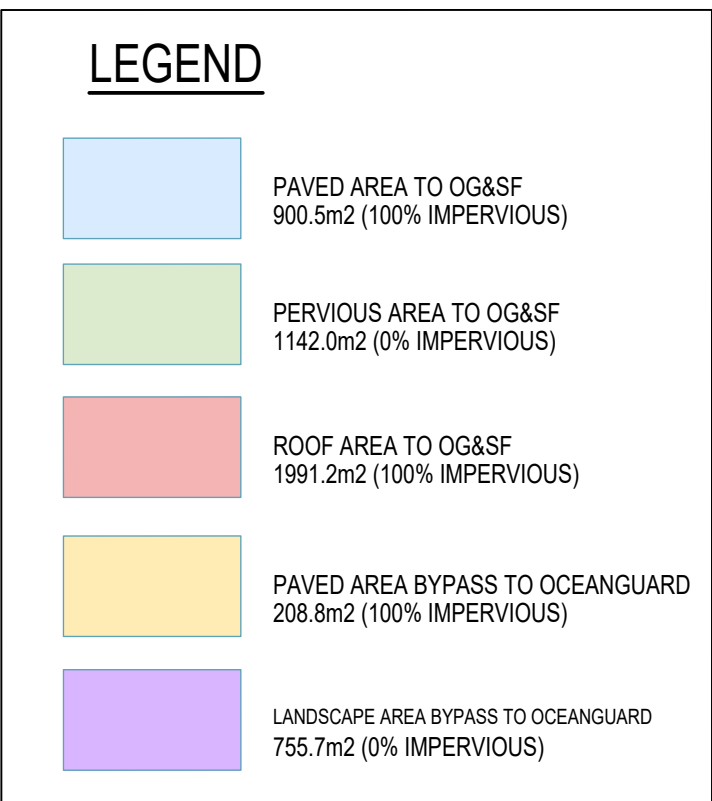 LEGEND
PAVED AREA TO OG&SF
900.5m2 (100% IMPERVIOUS)
PERVIOUS AREA TO OG&SF
1142.0m2 (0% IMPERVIOUS)
ROOF AREA TO OG&SF
1991.2m2 (100% IMPERVIOUS)
PAVED AREA BYPASS TO OCEANGUARD
208.8m2 (100% IMPERVIOUS)
LANDSCAPE AREA BYPASS TO OCEANGUARD
755.7m2 (0% IMPERVIOUS)